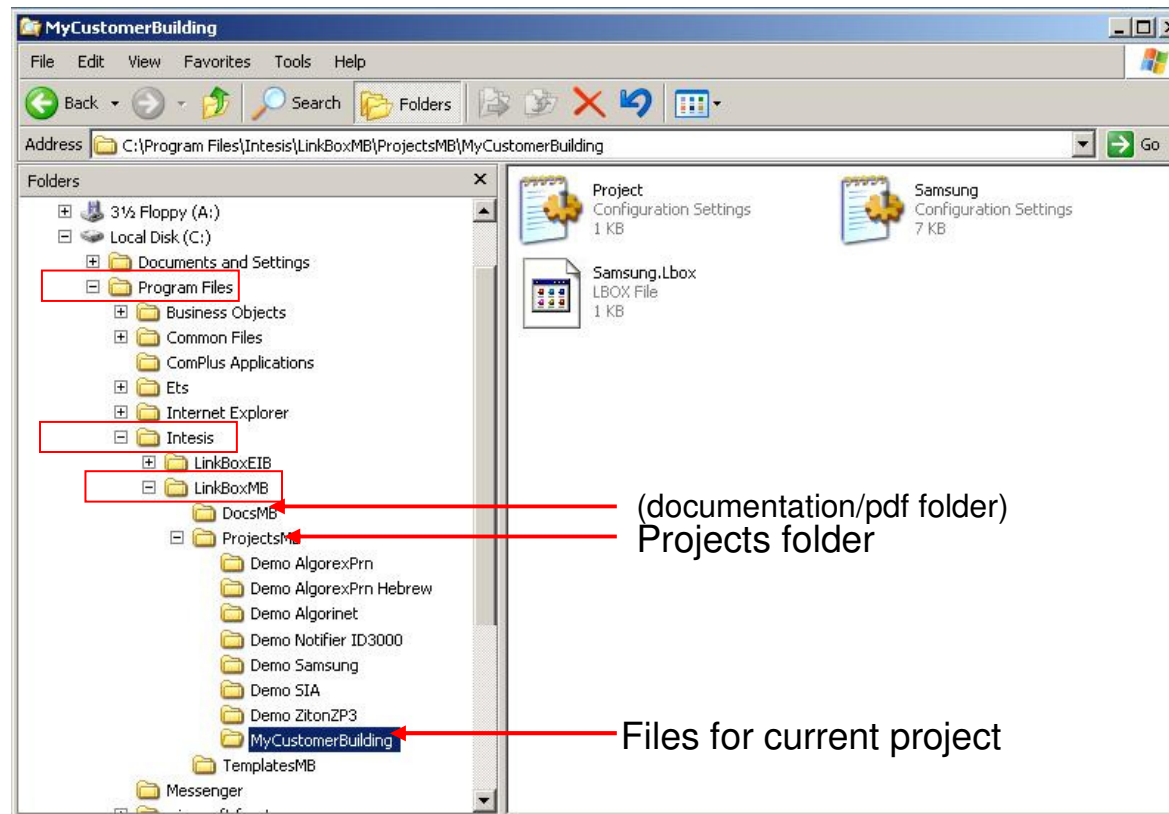 MyCustomerBuilding
File Edit View Favorites Tools Help
Back Search Folders
Address C:\Program Files\Intesis\LinkBoxMB\ProjectsMB\MyCustomerBuilding Go
Folders
3½ Floppy (A:)
Local Disk (C:)
Documents and Settings
Program Files
Business Objects
Common Files
ComPlus Applications
Ets
Internet Explorer
Intesis
LinkBoxEIB
LinkBoxMB
DocsMB
ProjectsMB
Demo AlgorexPrn
Demo AlgorexPrn Hebrew
Demo Algorinet
Demo Notifier ID3000
Demo Samsung
Demo SIA
Demo ZitonZP3
MyCustomerBuilding
TemplatesMB
Messenger
Project
Configuration Settings
1 KB
Samsung
Configuration Settings
7 KB
Samsung.Lbox
LBOX File
1 KB
(documentation/pdf folder)
Projects folder
Files for current project